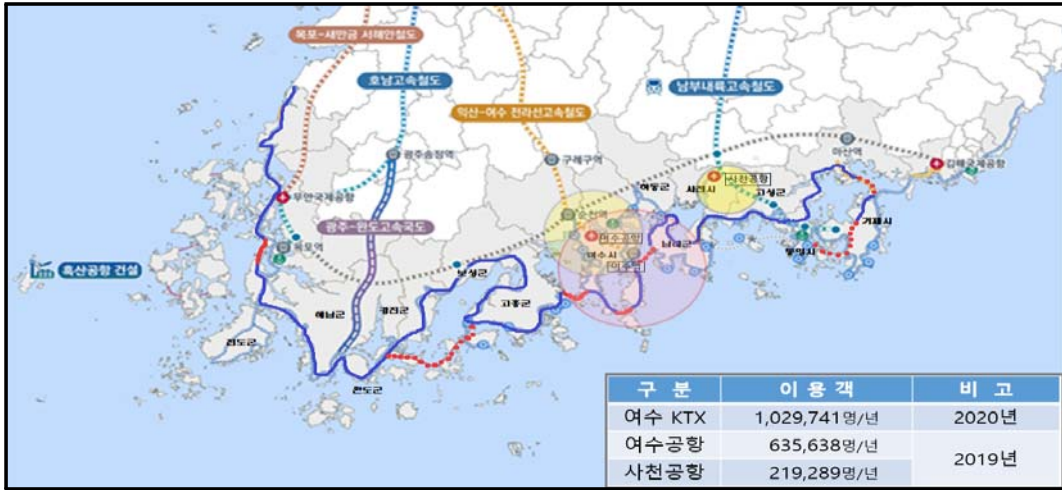 목포-새만금 서해안철도
호남고속철도
익산-여수 전라선고속철도
남부내륙고속철도
마산역
김해국제공항
광주송정역
구례구역
하동군
사천시
사천공항
고성군
무안국제공항
순천역
여수공항
거제시
광주-완도고속국도
목포역
여수시
남해군
통영시
여수역
흑산공항 건설
보성군
고흥군
해남군
강진군
진도군
완도군
구 분 이 용 객 비 고
여수 KTX 1,029,741명/년 2020년
여수공항 635,638명/년 2019년
사천공항 219,289명/년